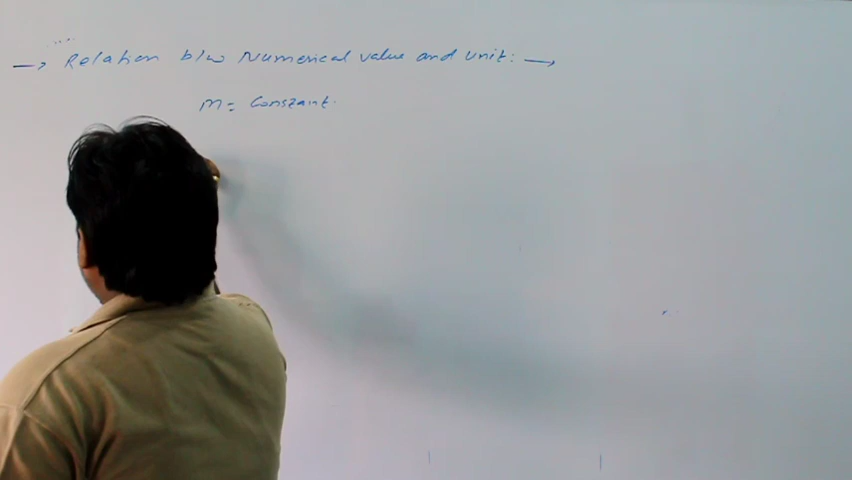 → Relation b/w Numerical value and unit: →
m = Constant.